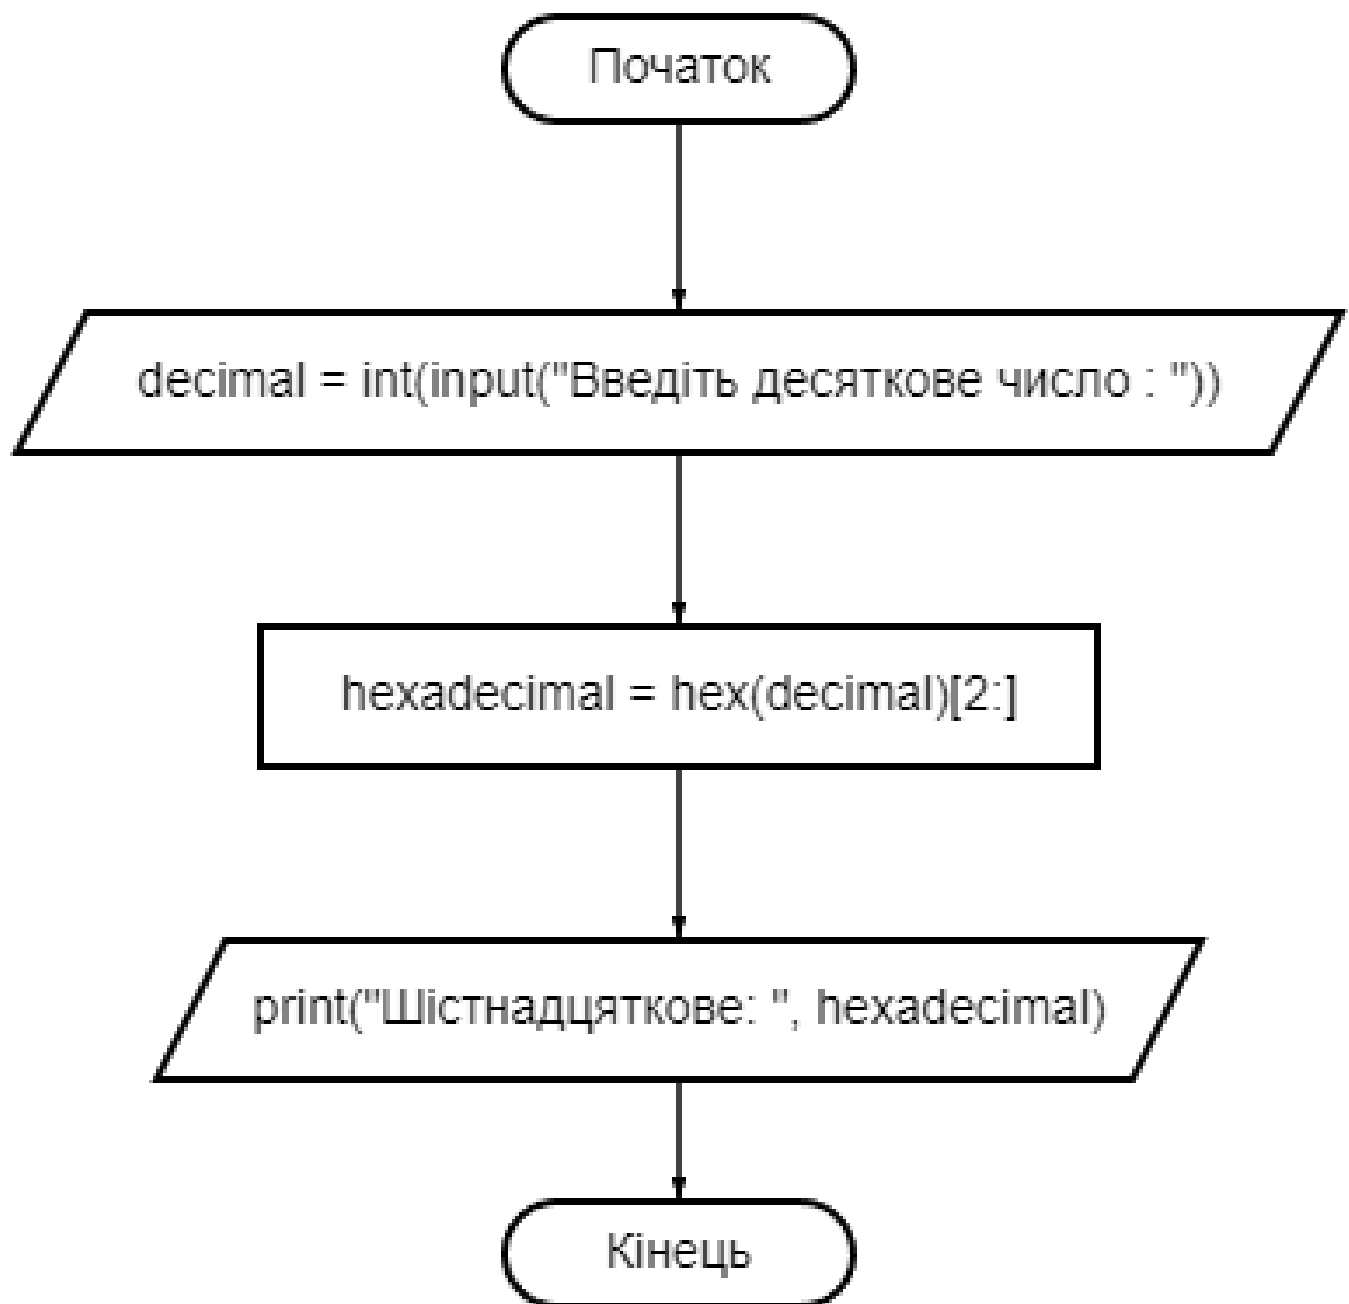 Початок
decimal = int(input("Введіть десяткове число : "))
hexadecimal = hex(decimal)[2:]
print("Шістнадцяткове: ", hexadecimal)
Кінець